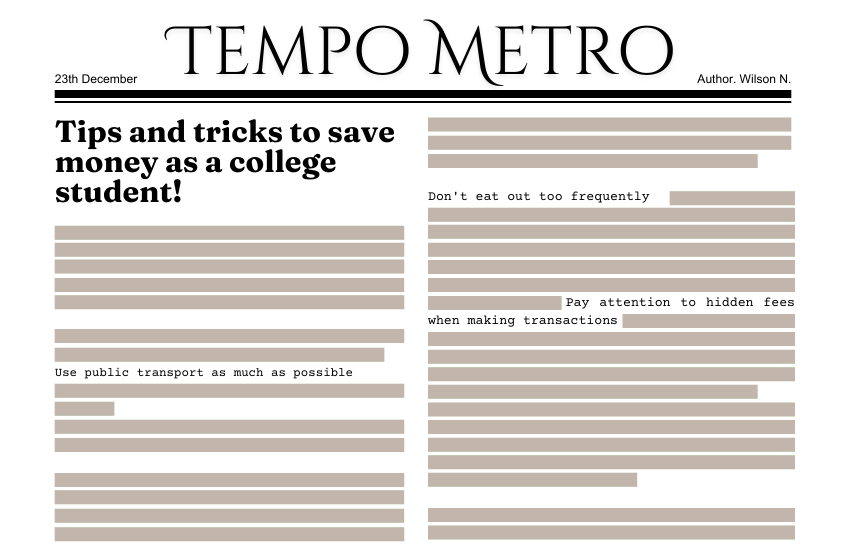 TEMPO METRO
23th December
Author. Wilson N.
Tips and tricks to save
money as a college
student!
Use public transport as much as possible
Don't eat out too frequently
Pay attention to hidden fees
when making transactions